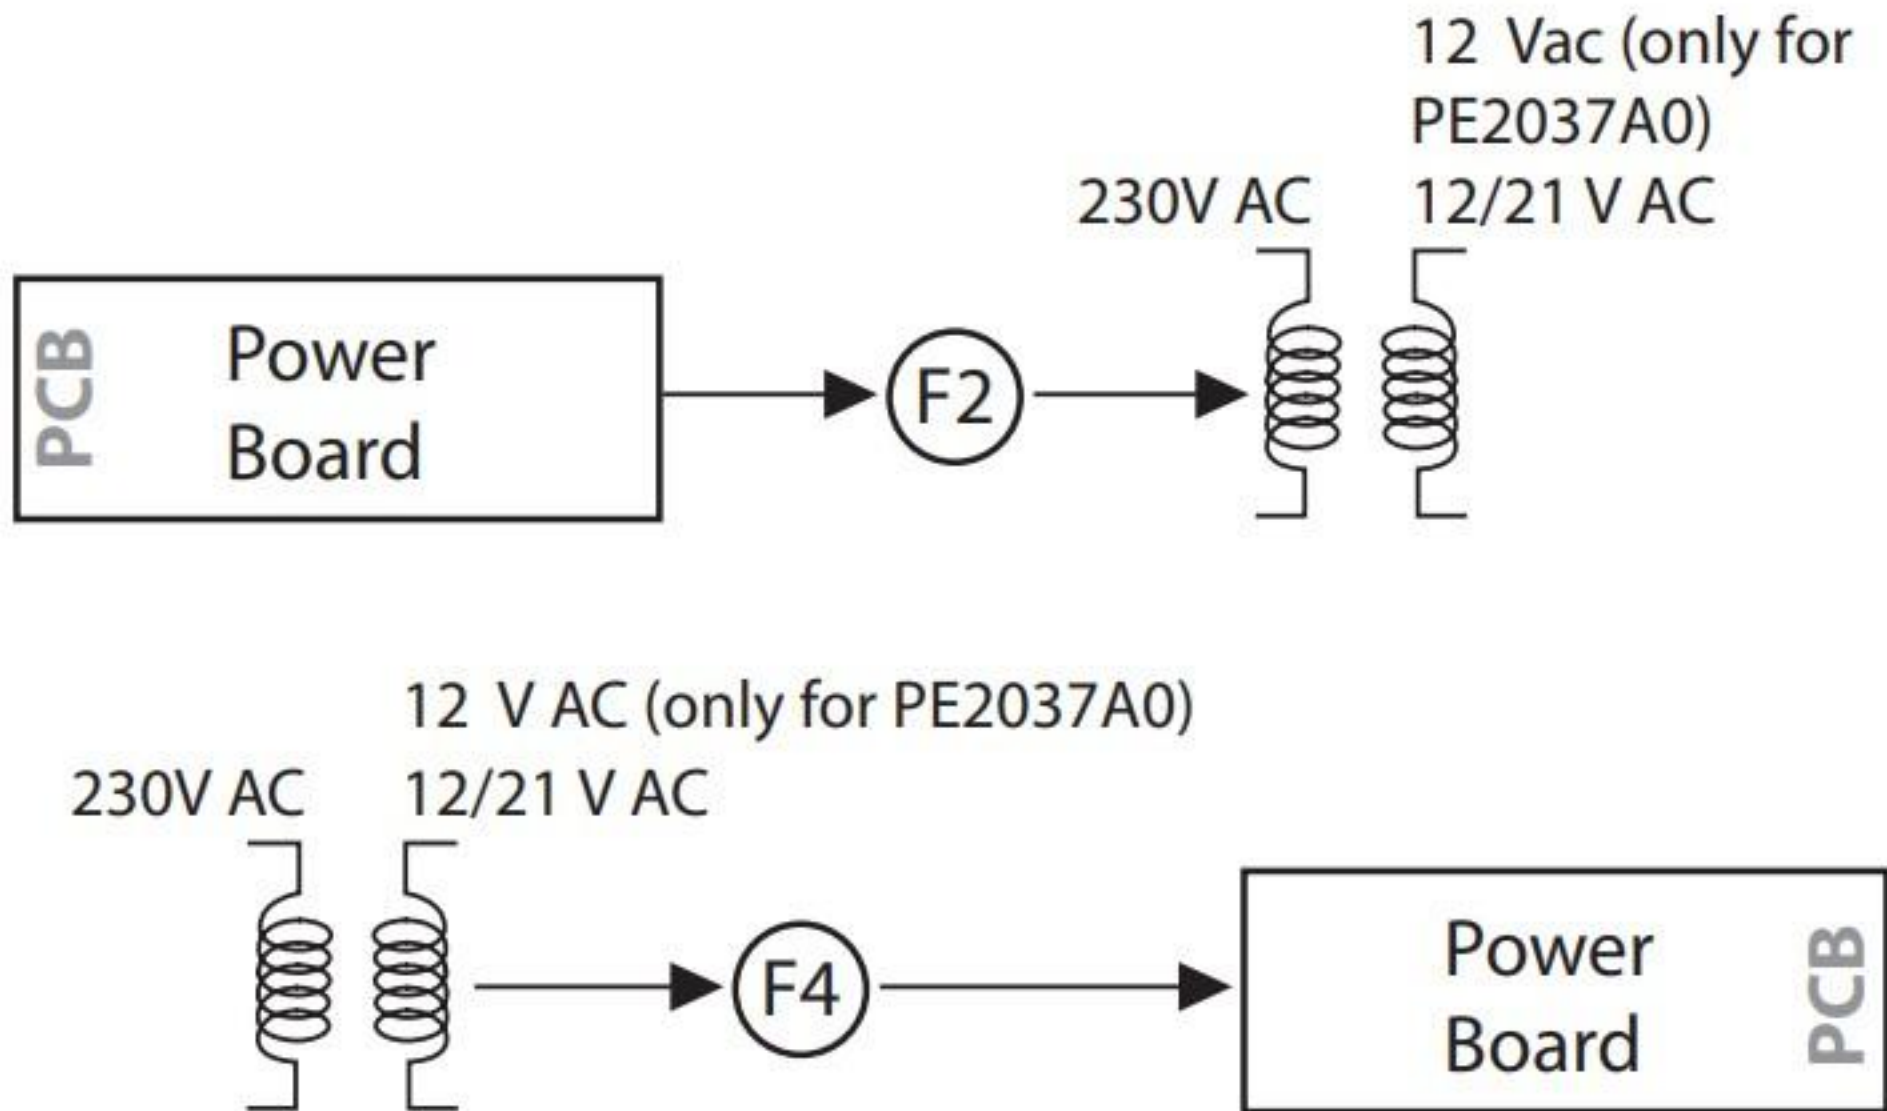 12 Vac (only for
PE2037A0)
230V AC 12/21 V AC
PCB
Power
Board
F2
12 V AC (only for PE2037A0)
230V AC 12/21 V AC
F4
Power
Board
PCB